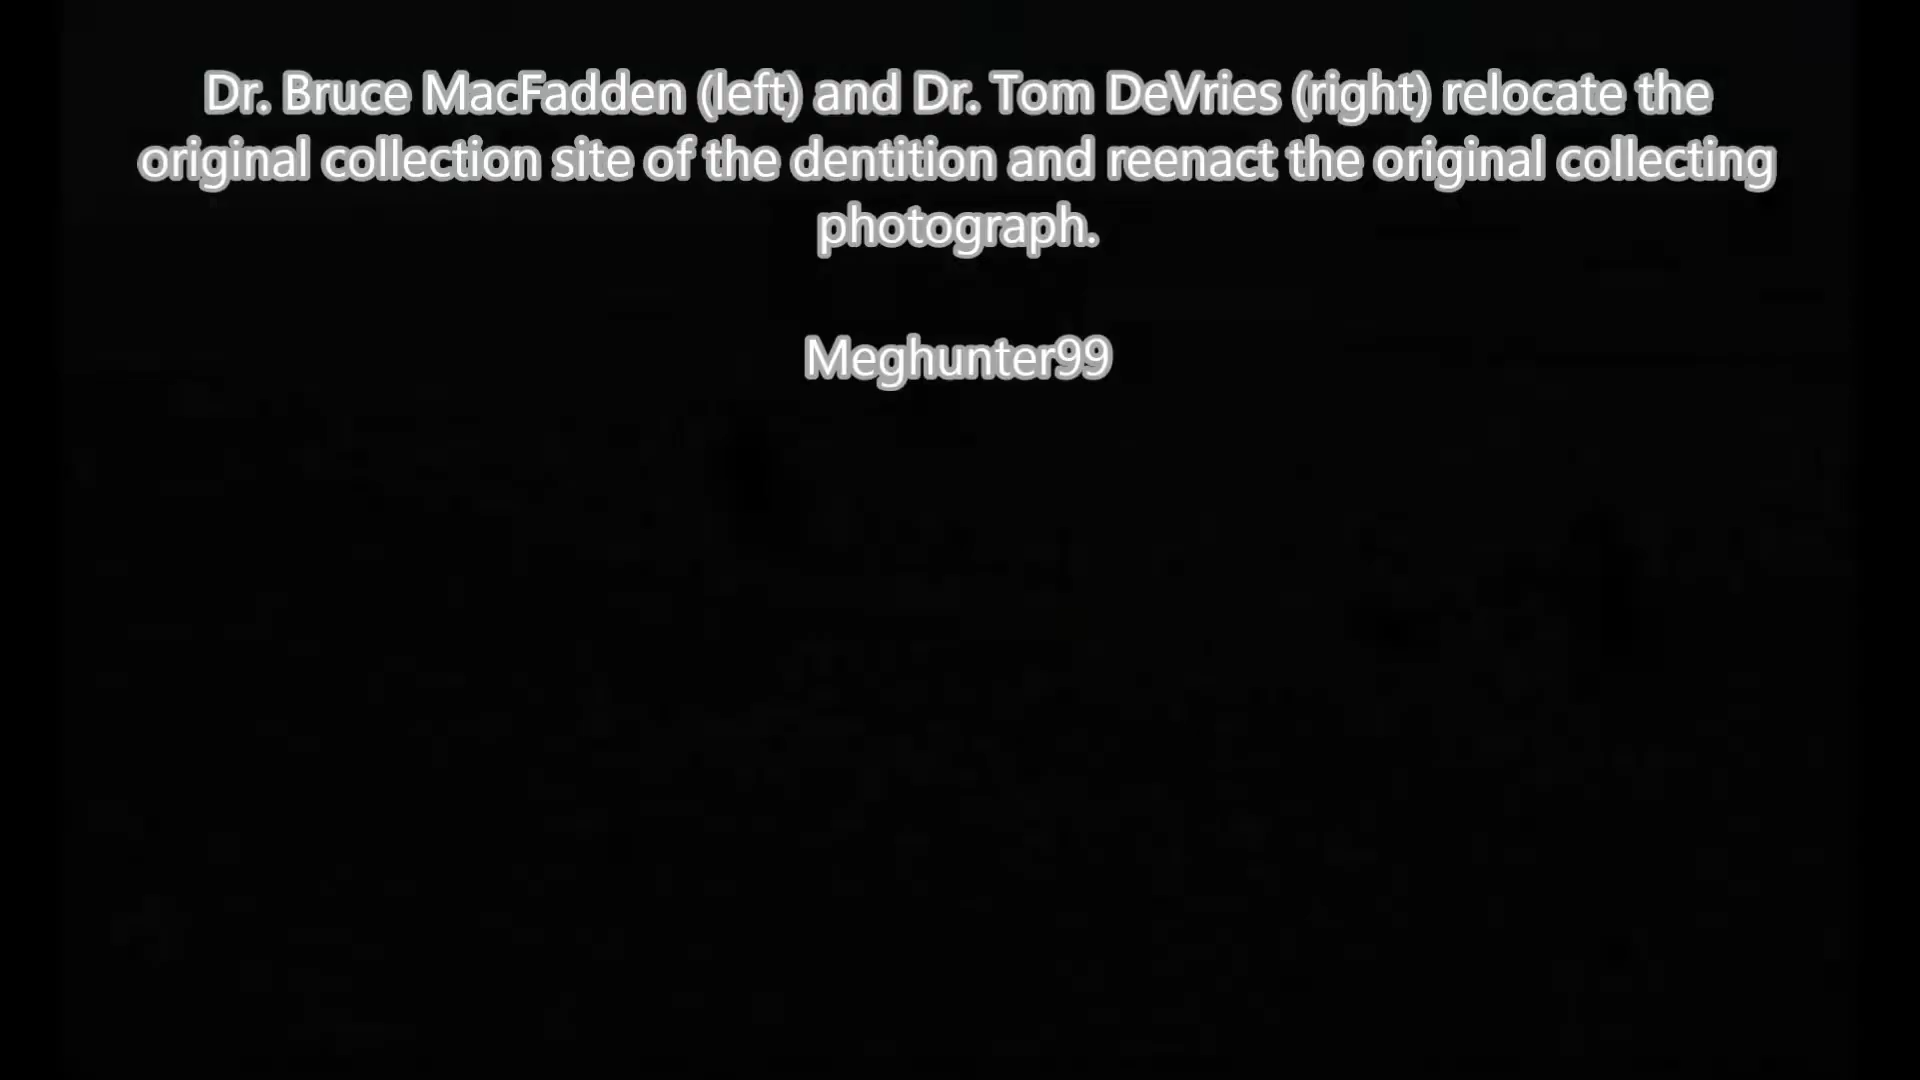 Dr. Bruce MacFadden (left) and Dr. Tom DeVries (right) relocate the
original collection site of the dentition and reenact the original collecting
photograph.
Meghunter99